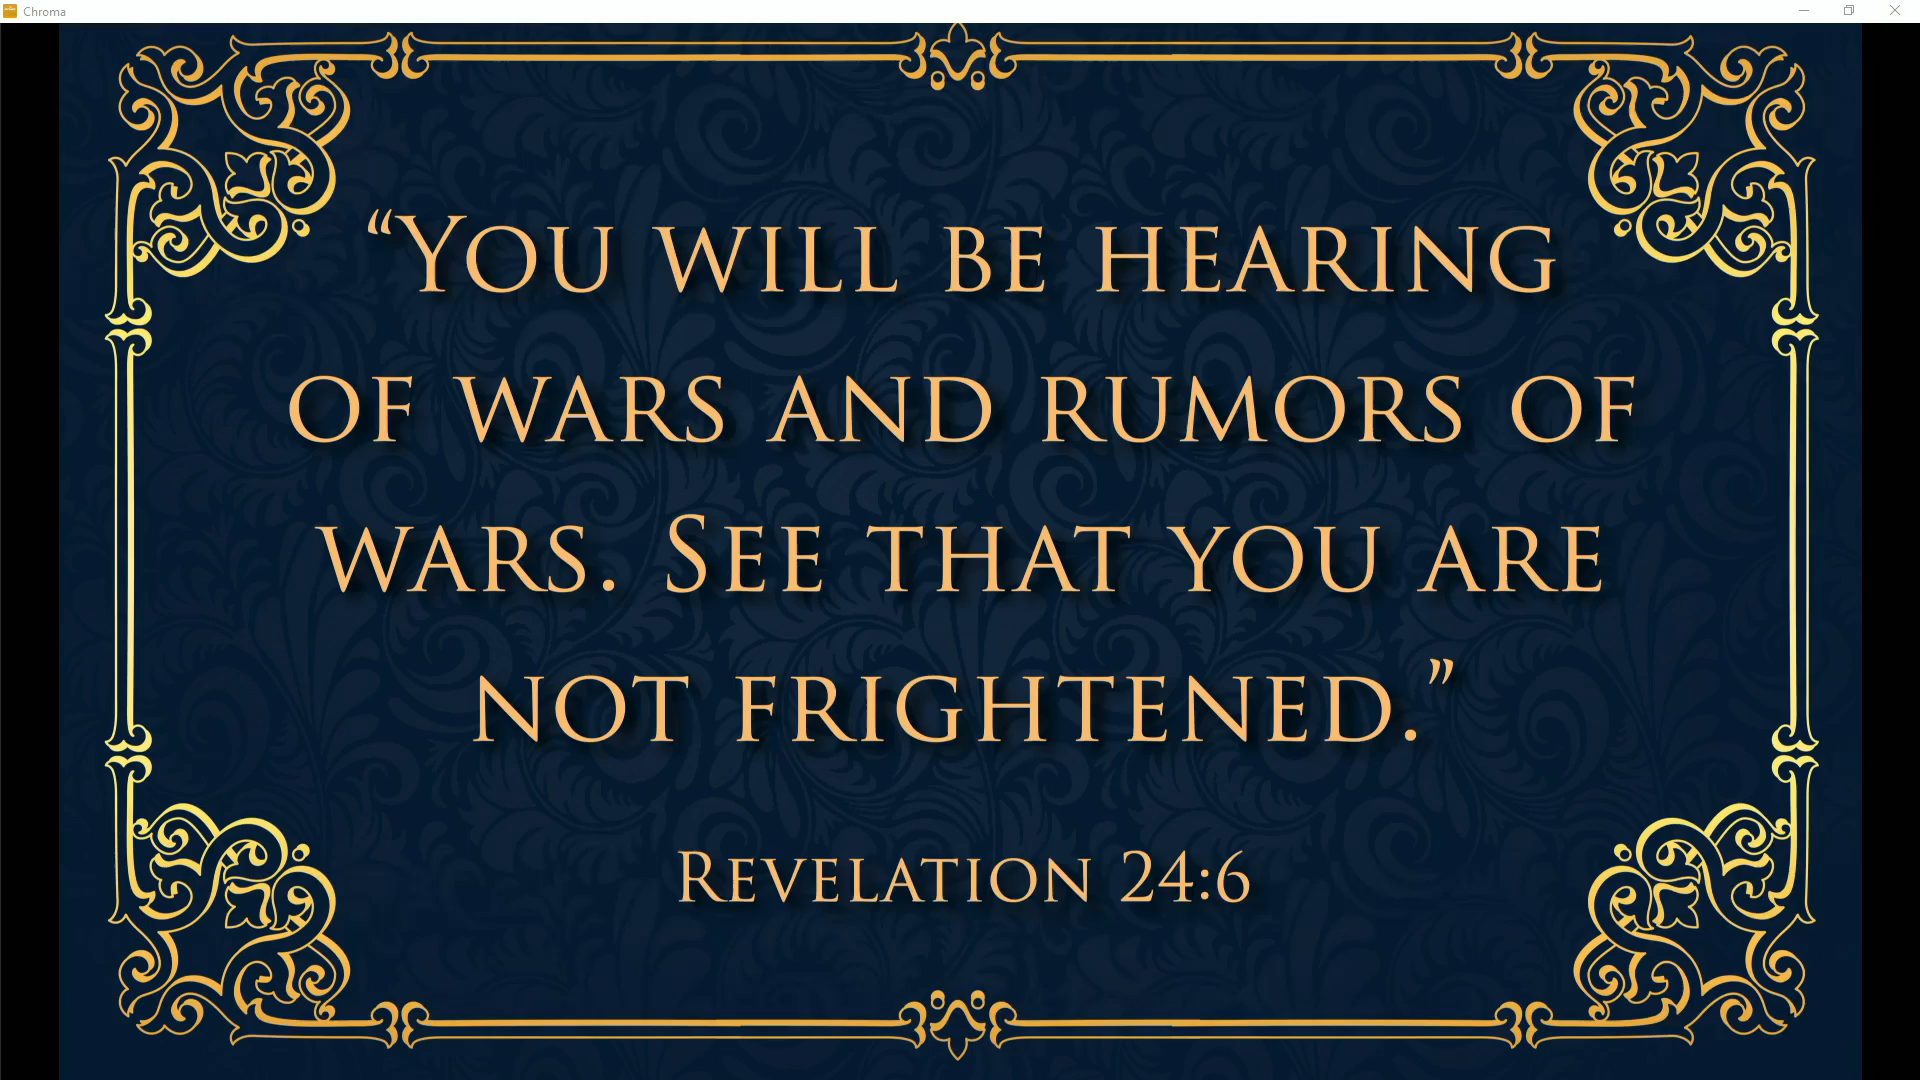 Chroma
“You will be hearing
of wars and rumors of
wars. See that you are
not frightened.”
Revelation 24:6